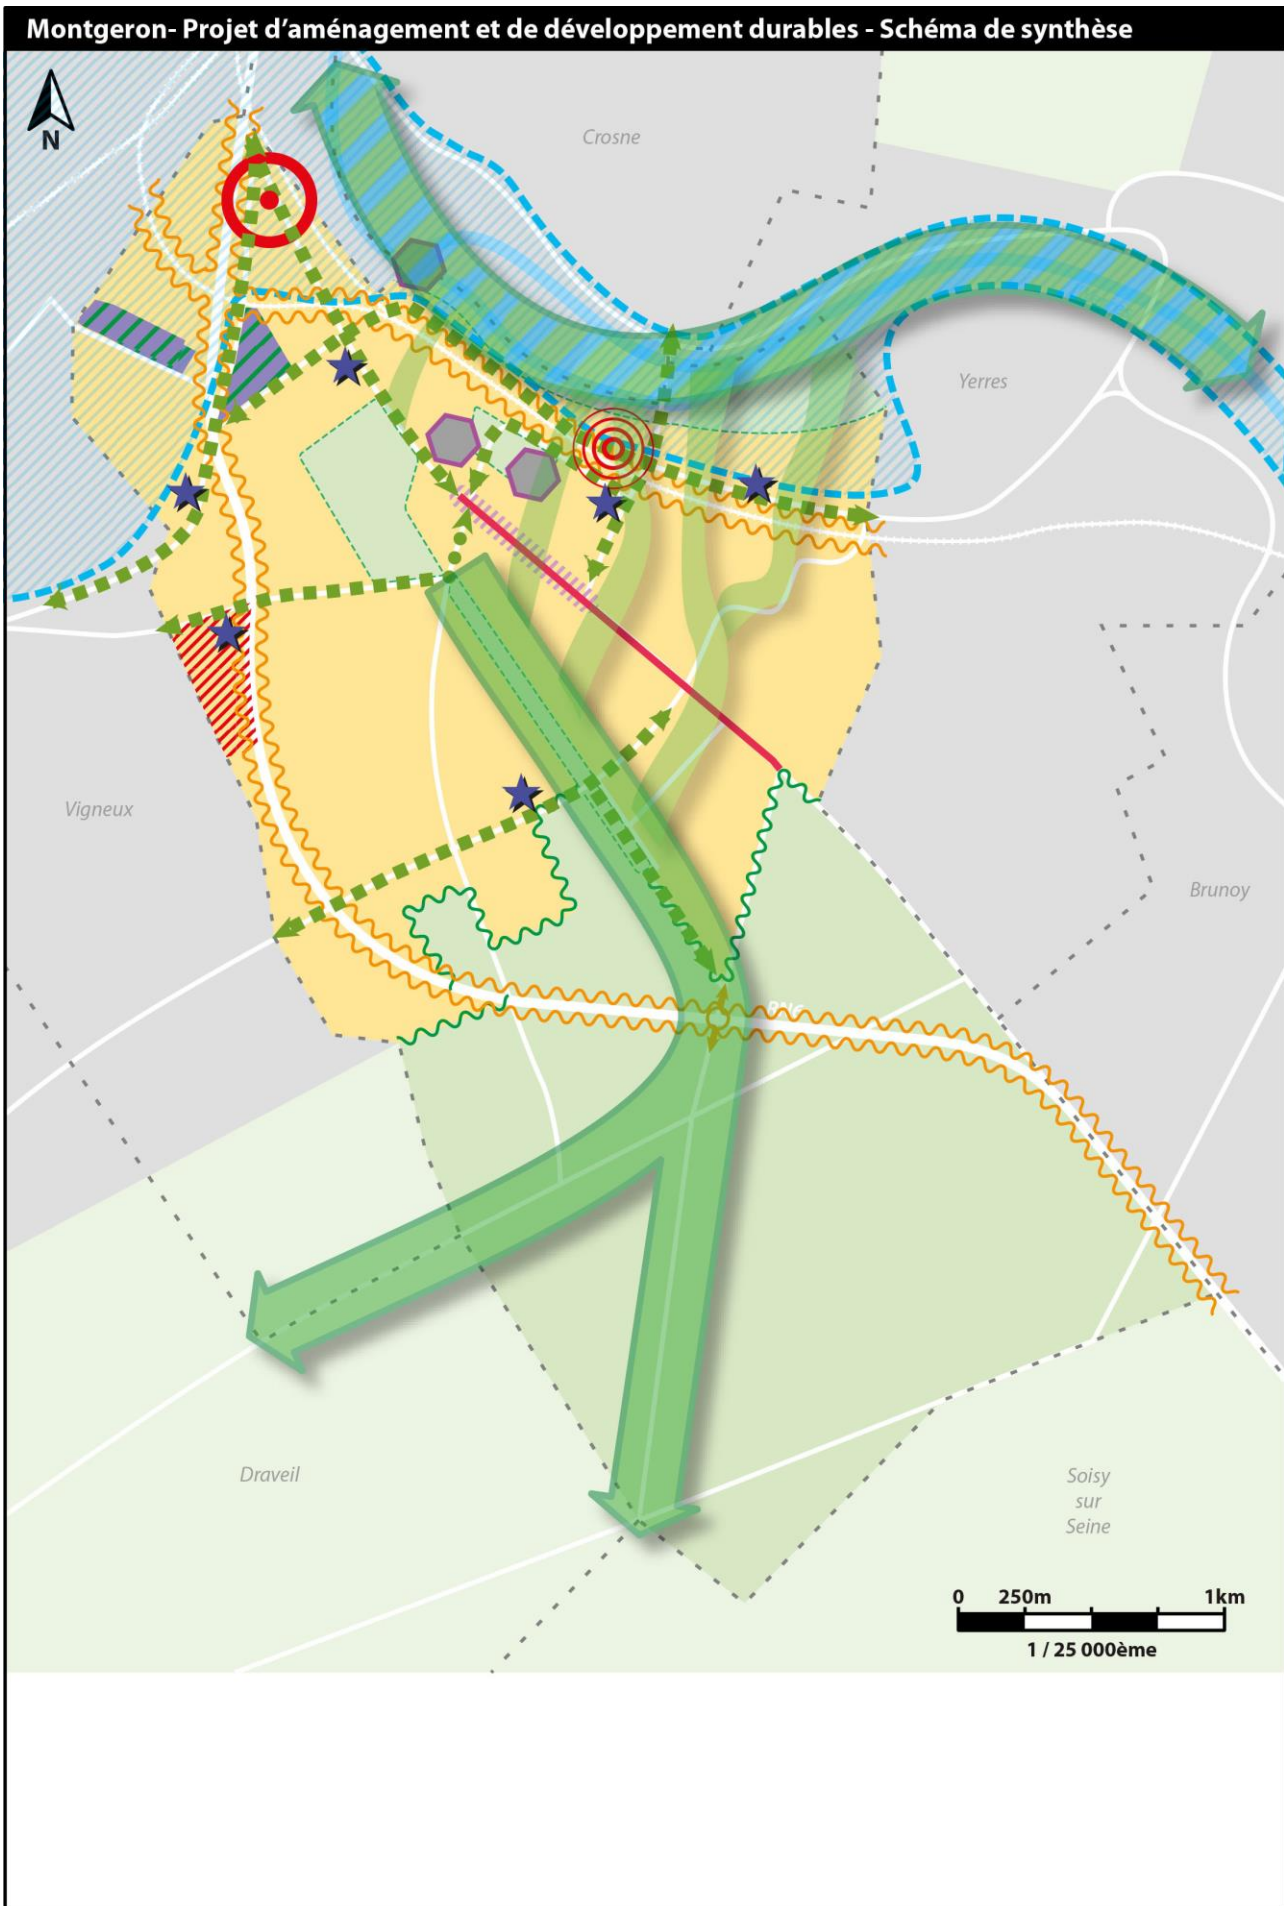 Montgeron- Projet d'aménagement et de développement durables - Schéma de synthèse
N
Crosne
Yerres
Vigneux
Brunoy
RN6
Draveil
Soisy
sur
Seine
0 250m 1km
1 / 25 000ème